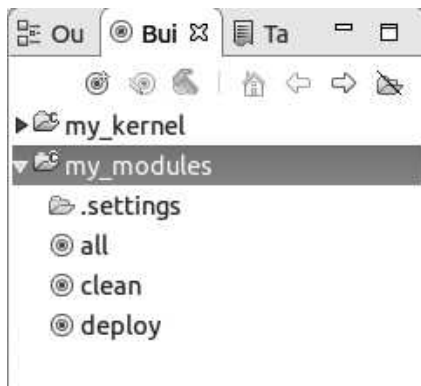 Ou Bui Ta
my_kernel
my_modules
.settings
all
clean
deploy